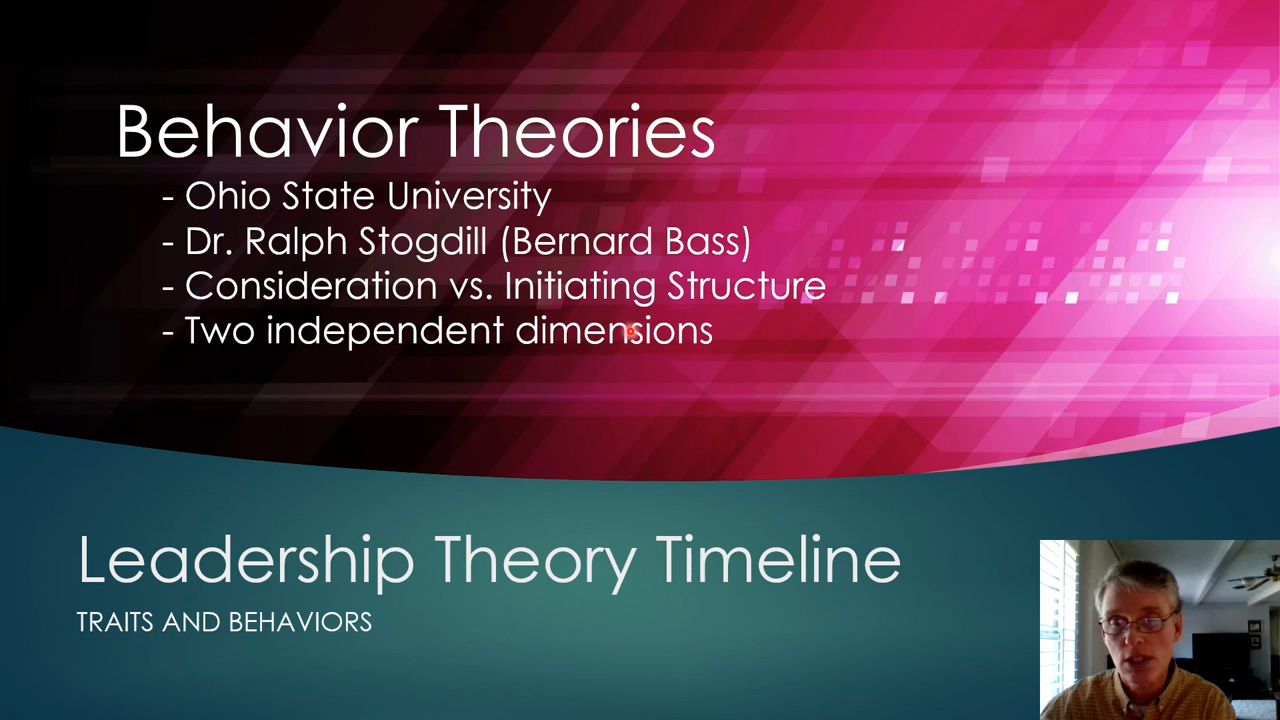 Behavior Theories
- Ohio State University
- Dr. Ralph Stogdill (Bernard Bass)
- Consideration vs. Initiating Structure
- Two independent dimensions
Leadership Theory Timeline
TRAITS AND BEHAVIORS